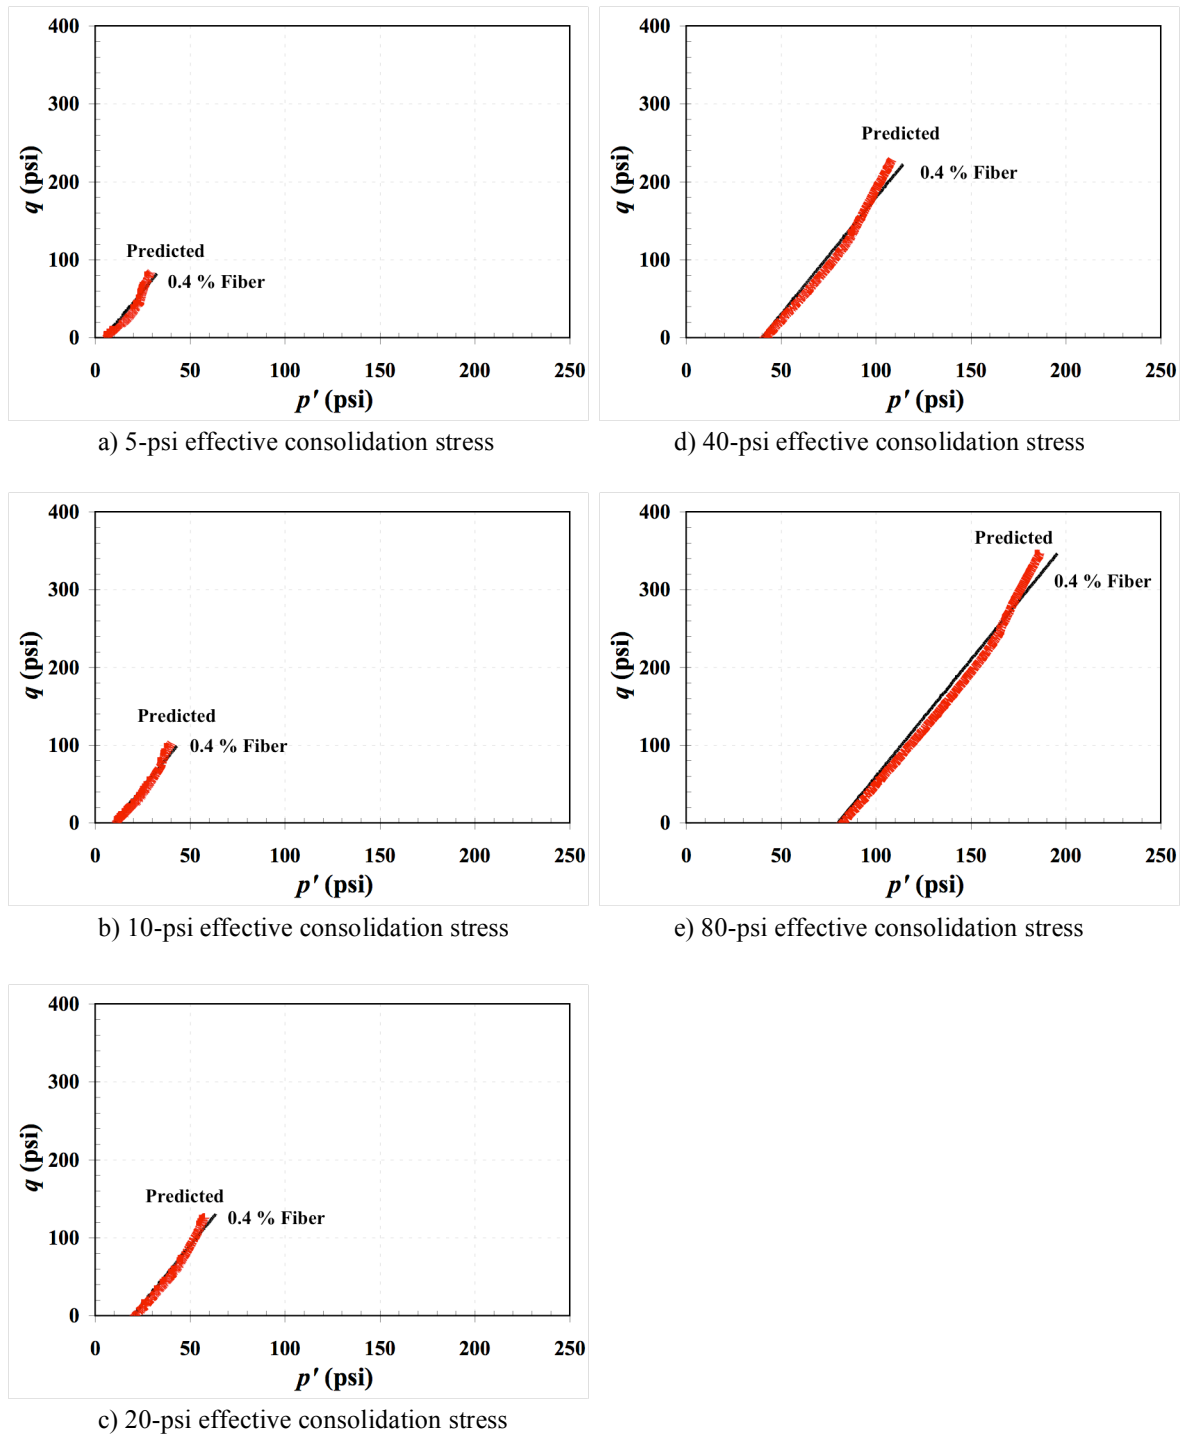 400
300
200
100
0
q (psi)
Predicted
0.4 % Fiber
0 50 100 150 200 250
p' (psi)
a) 5-psi effective consolidation stress
400
300
200
100
0
q (psi)
Predicted
0.4 % Fiber
0 50 100 150 200 250
p' (psi)
d) 40-psi effective consolidation stress
400
300
200
100
0
q (psi)
Predicted
0.4 % Fiber
0 50 100 150 200 250
p' (psi)
b) 10-psi effective consolidation stress
400
300
200
100
0
q (psi)
Predicted
0.4 % Fiber
0 50 100 150 200 250
p' (psi)
e) 80-psi effective consolidation stress
400
300
200
100
0
q (psi)
Predicted
0.4 % Fiber
0 50 100 150 200 250
p' (psi)
c) 20-psi effective consolidation stress